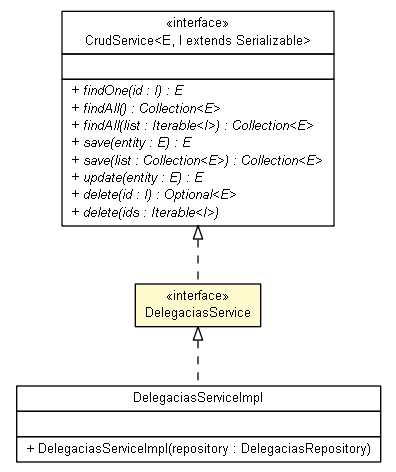 «interface»
CrudService<E, I extends Serializable>
+ findOne(id : I) : E
+ findAll() : Collection<E>
+ findAll(list : Iterable<I>) : Collection<E>
+ save(entity : E) : E
+ save(list : Collection<E>) : Collection<E>
+ update(entity : E) : E
+ delete(id : I) : Optional<E>
+ delete(ids : Iterable<I>)
«interface»
DelegaciasService
DelegaciasServiceImpl
+ DelegaciasServiceImpl(repository : DelegaciasRepository)